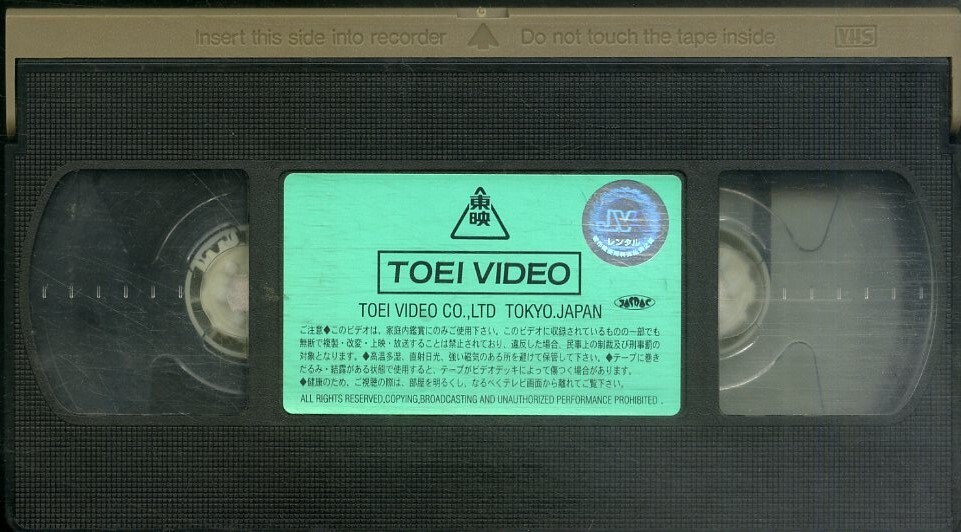 Insert this side into recorder
Do not touch the tape inside
VHS
東映
レンタル
TOEI VIDEO
TOEI VIDEO CO.,LTD TOKYO.JAPAN
ご注意◆このビデオは、家庭内鑑賞にのみご使用下さい。このビデオに収録されているものの一部でも
無断で複製・改変・上映・放送することは禁止されており、違反した場合、民事上の制裁及び刑事罰の
対象となります。◆高温多湿、直射日光、強い磁気のある所を避けて保管して下さい。◆テープに巻き
だるみ・結露がある状態で使用すると、テープがビデオデッキによって傷つく場合があります。
◆健康のため、ご視聴の際は、部屋を明るくし、なるべくテレビ画面から離れてご覧下さい。
ALL RIGHTS RESERVED,COPYING,BROADCASTING AND UNAUTHORIZED PERFORMANCE PROHIBITED .